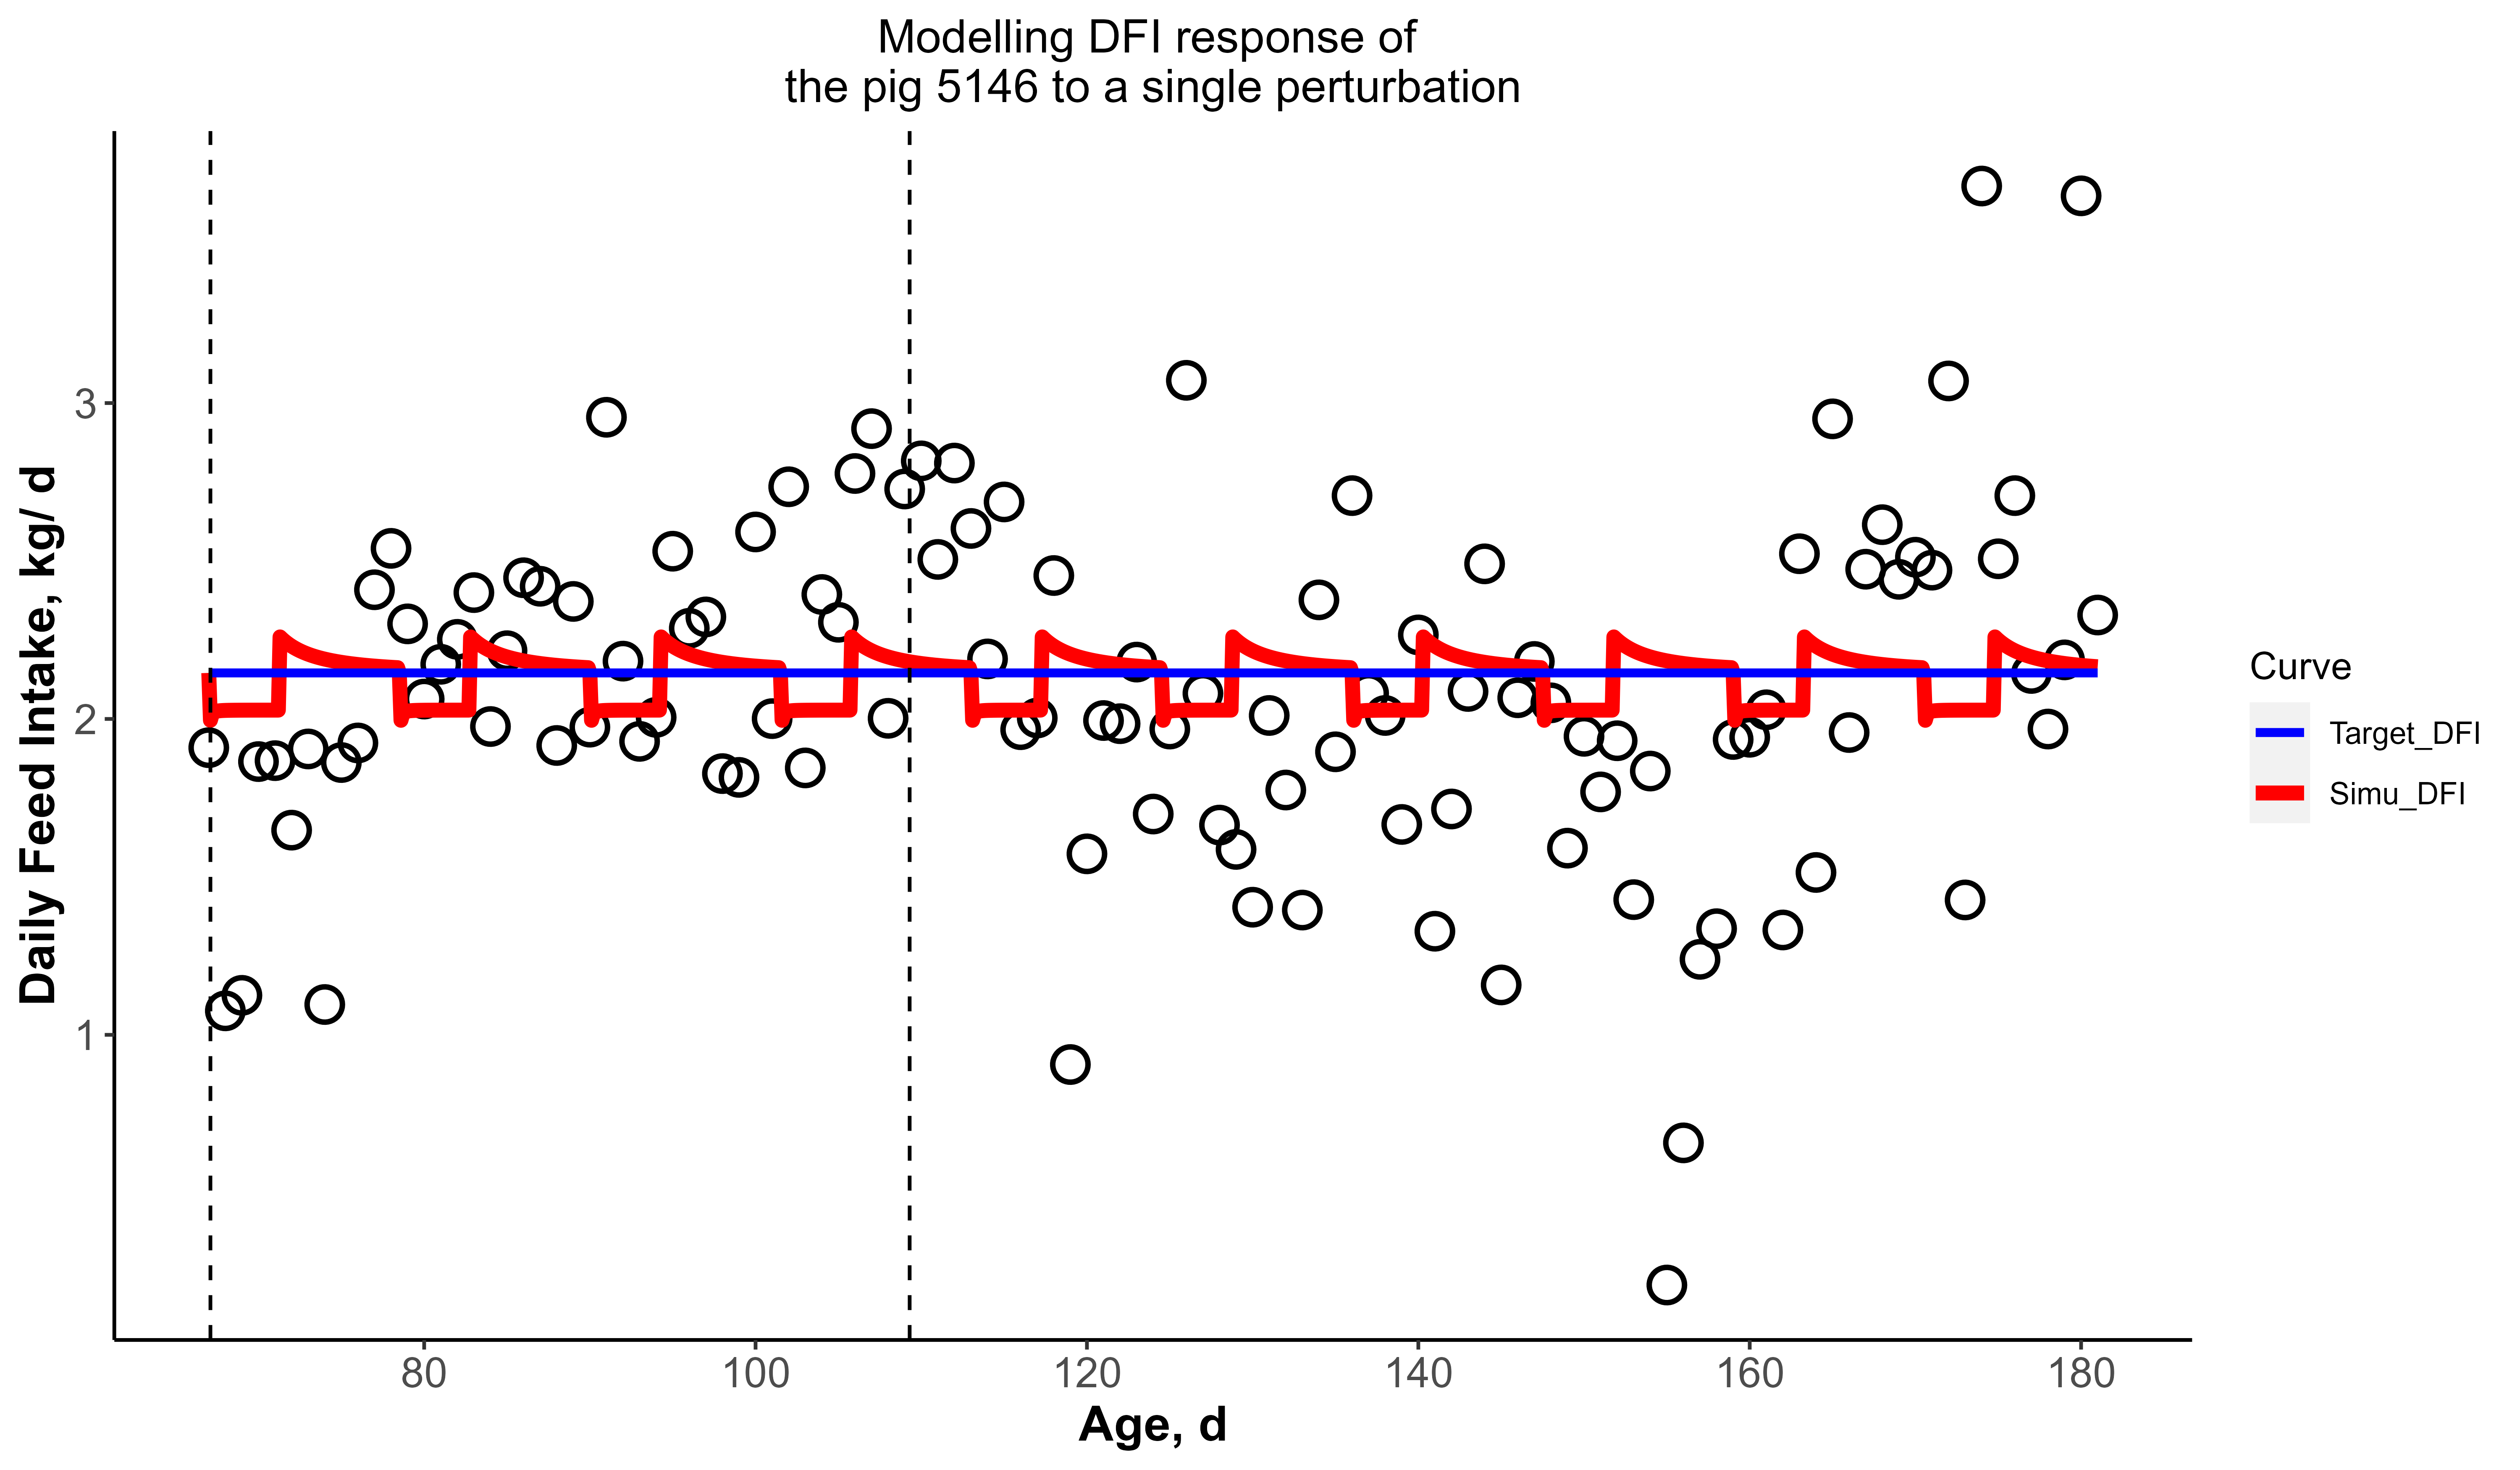 Modelling DFI response of
the pig 5146 to a single perturbation
Daily Feed Intake, kg/ d
3
2
1
80 100 120 140 160 180
Age, d
Curve
Target_DFI
Simu_DFI